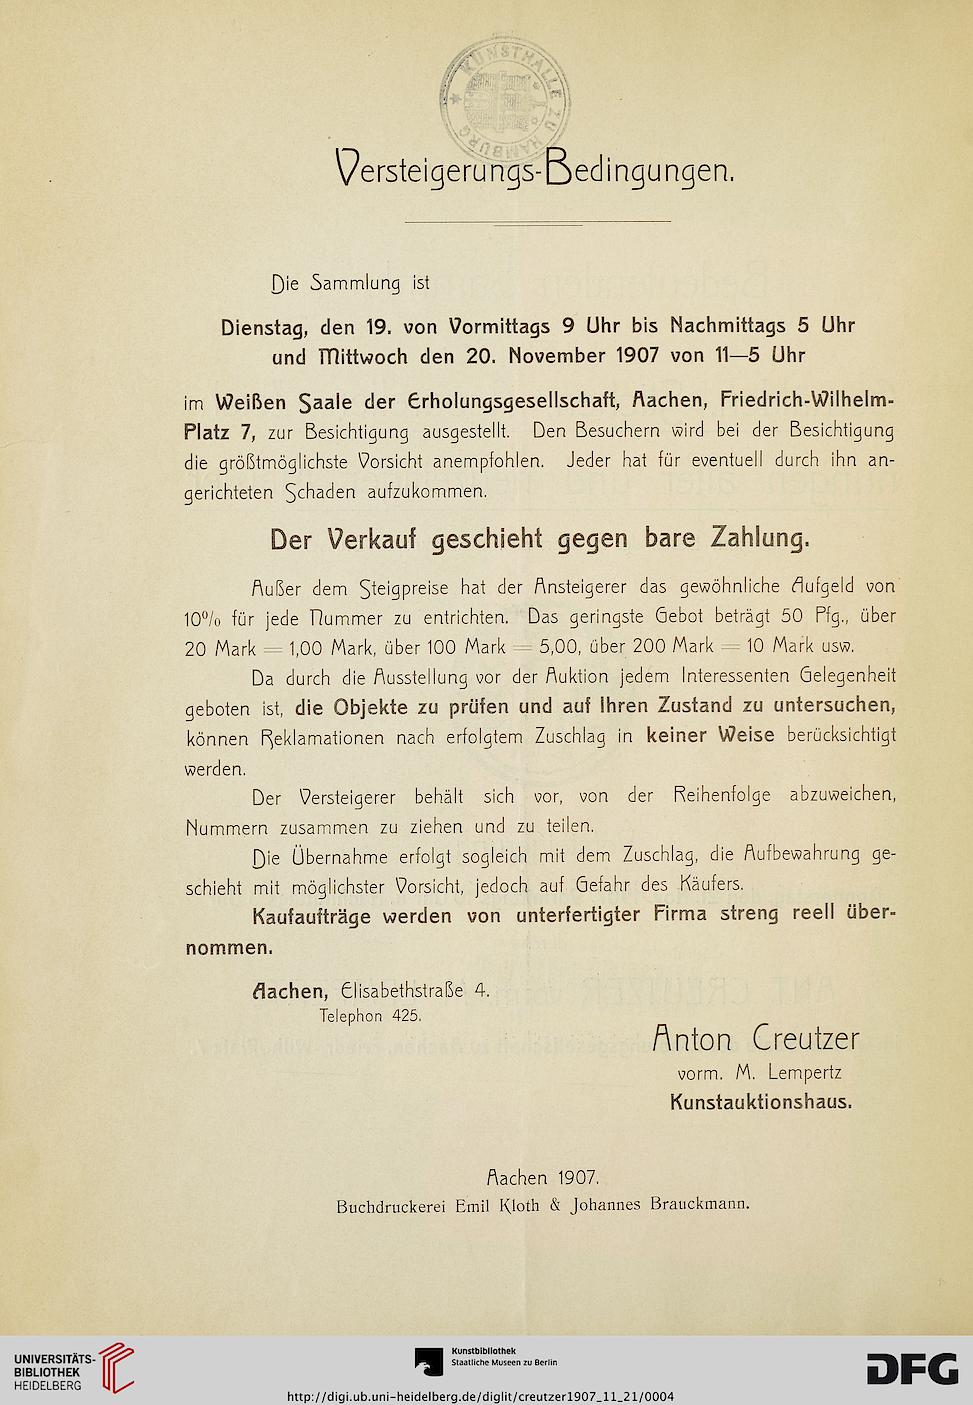 KUNSTHALLE ZU HAMBURG
Versteigerungs-Bedingungen.
Die Sammlung ist
Dienstag, den 19. von Vormittags 9 Uhr bis Nachmittags 5 Uhr
und Mittwoch den 20. November 1907 von 11—5 Uhr
im Weißen Saale der Erholungsgesellschaft, Aachen, Friedrich-Wilhelm-
Platz 7, zur Besichtigung ausgestellt. Den Besuchern wird bei der Besichtigung
die größtmöglichste Vorsicht anempfohlen. Jeder hat für eventuell durch ihn an-
gerichteten Schaden aufzukommen.
Der Verkauf geschieht gegen bare Zahlung.
Außer dem Steigpreise hat der Ansteigerer das gewöhnliche Aufgeld von
10% für jede Nummer zu entrichten. Das geringste Gebot beträgt 50 Pfg., über
20 Mark = 1,00 Mark, über 100 Mark = 5,00, über 200 Mark = 10 Mark usw.
Da durch die Ausstellung vor der Auktion jedem Interessenten Gelegenheit
geboten ist, die Objekte zu prüfen und auf Ihren Zustand zu untersuchen,
können Reklamationen nach erfolgtem Zuschlag in keiner Weise berücksichtigt
werden.
Der Versteigerer behält sich vor, von der Reihenfolge abzuweichen,
Nummern zusammen zu ziehen und zu teilen.
Die Übernahme erfolgt sogleich mit dem Zuschlag, die Aufbewahrung ge-
schieht mit möglichster Vorsicht, jedoch auf Gefahr des Käufers.
Kaufaufträge werden von unterfertigter Firma streng reell über-
nommen.
Aachen, Elisabethstraße 4.
Telephon 425.
Anton Creutzer
vorm. M. Lempertz
Kunstauktionshaus.
Aachen 1907.
Buchdruckerei Emil Kloth & Johannes Brauckmann.
UNIVERSITÄTS-
BIBLIOTHEK
HEIDELBERG
Kunstbibliothek
Staatliche Museen zu Berlin
DFG
http://digi.ub.uni-heidelberg.de/diglit/creutzer1907_11_21/0004